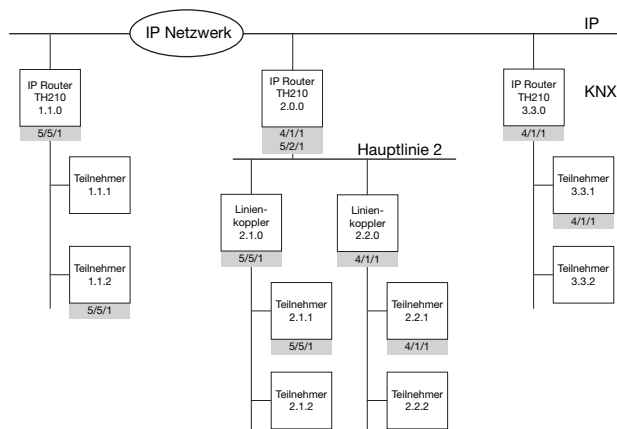 IP Netzwerk
IP
KNX
IP Router
TH210
1.1.0
5/5/1
Teilnehmer
1.1.1
Teilnehmer
1.1.2
5/5/1
IP Router
TH210
2.0.0
4/1/1
5/2/1
Hauptlinie 2
Linien-
koppler
2.1.0
5/5/1
Teilnehmer
2.1.1
5/5/1
Teilnehmer
2.1.2
Linien-
koppler
2.2.0
4/1/1
Teilnehmer
2.2.1
4/1/1
Teilnehmer
2.2.2
IP Router
TH210
3.3.0
4/1/1
Teilnehmer
3.3.1
4/1/1
Teilnehmer
3.3.2